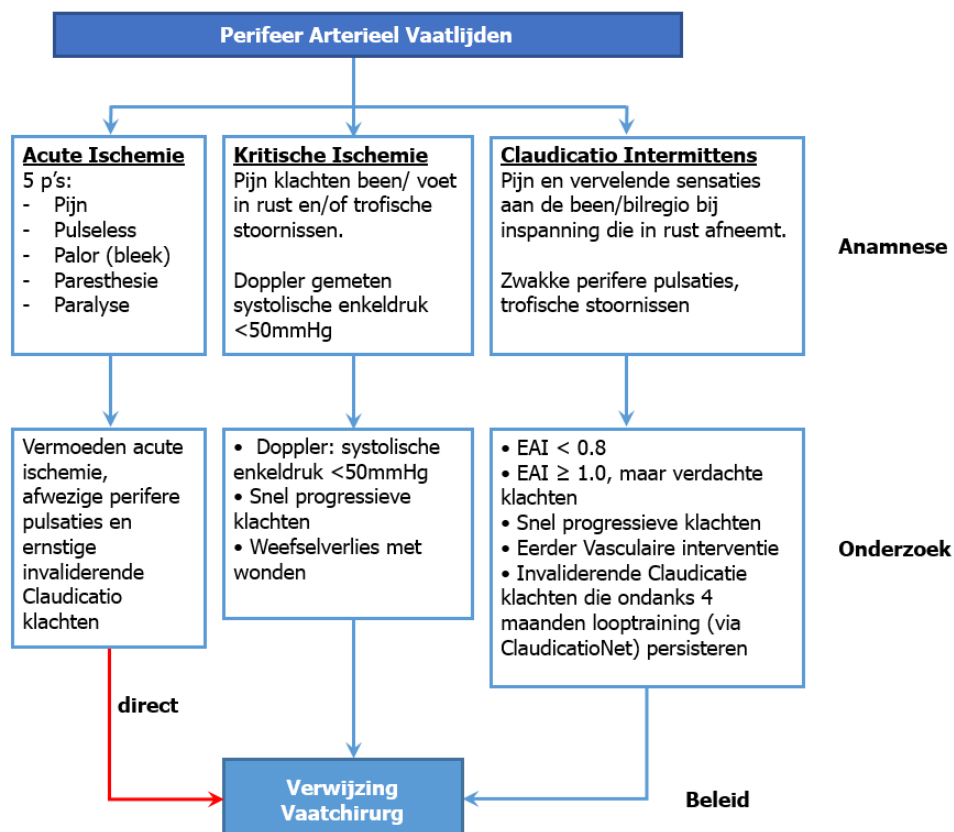 Perifeer Arterieel Vaatlijden
Acute Ischemie
5 p's:
- Pijn
- Pulseless
- Palor (bleek)
- Paresthesie
- Paralyse
Kritische Ischemie
Pijn klachten been/ voet
in rust en/of trofische
stoornissen.
Doppler gemeten
systolische enkeldruk
<50mmHg
Claudicatio Intermittens
Pijn en vervelende sensaties
aan de been/bilregio bij
inspanning die in rust afneemt.
Zwakke perifere pulsaties,
trofische stoornissen
Anamnese
Vermoeden acute
ischemie,
afwezige perifere
pulsaties en
ernstige
invaliderende
Claudicatio
klachten
• Doppler: systolische
enkeldruk <50mmHg
• Snel progressieve
klachten
• Weefselverlies met
wonden
• EAI < 0.8
• EAI ≥ 1.0, maar verdachte
klachten
• Snel progressieve klachten
• Eerder Vasculaire interventie
• Invaliderende Claudicatie
klachten die ondanks 4
maanden looptraining (via
ClaudicatioNet) persisteren
Onderzoek
direct
Verwijzing
Vaatchirurg
Beleid